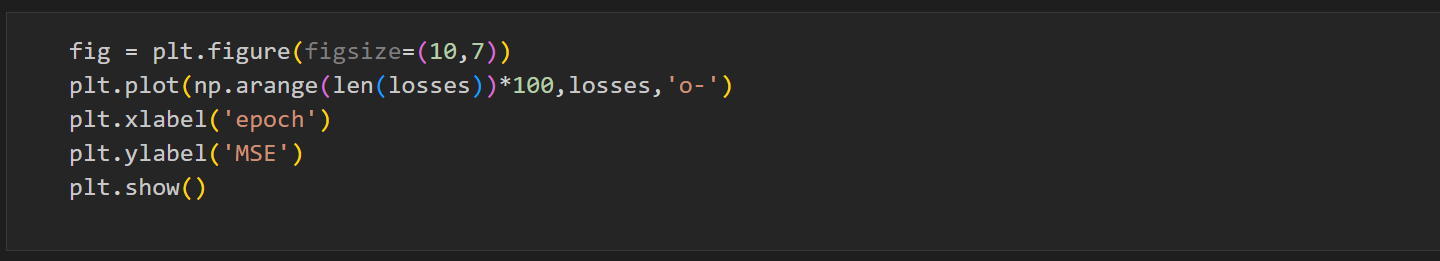 fig = plt.figure(figsize=(10,7))
plt.plot(np.arange(len(losses))*100,losses,'o-')
plt.xlabel('epoch')
plt.ylabel('MSE')
plt.show()